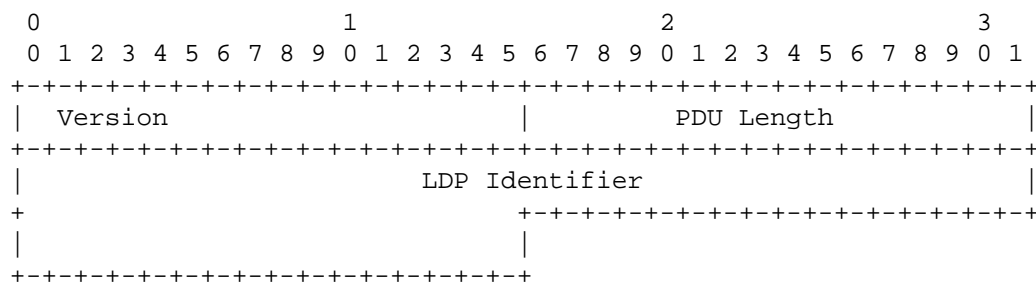 0                   1                   2                   3
 0 1 2 3 4 5 6 7 8 9 0 1 2 3 4 5 6 7 8 9 0 1 2 3 4 5 6 7 8 9 0 1
+-+-+-+-+-+-+-+-+-+-+-+-+-+-+-+-+-+-+-+-+-+-+-+-+-+-+-+-+-+-+-+-+
|  Version                      |         PDU Length            |
+-+-+-+-+-+-+-+-+-+-+-+-+-+-+-+-+-+-+-+-+-+-+-+-+-+-+-+-+-+-+-+-+
|                         LDP Identifier                        |
+                               +-+-+-+-+-+-+-+-+-+-+-+-+-+-+-+-+
|                               |
+-+-+-+-+-+-+-+-+-+-+-+-+-+-+-+-+